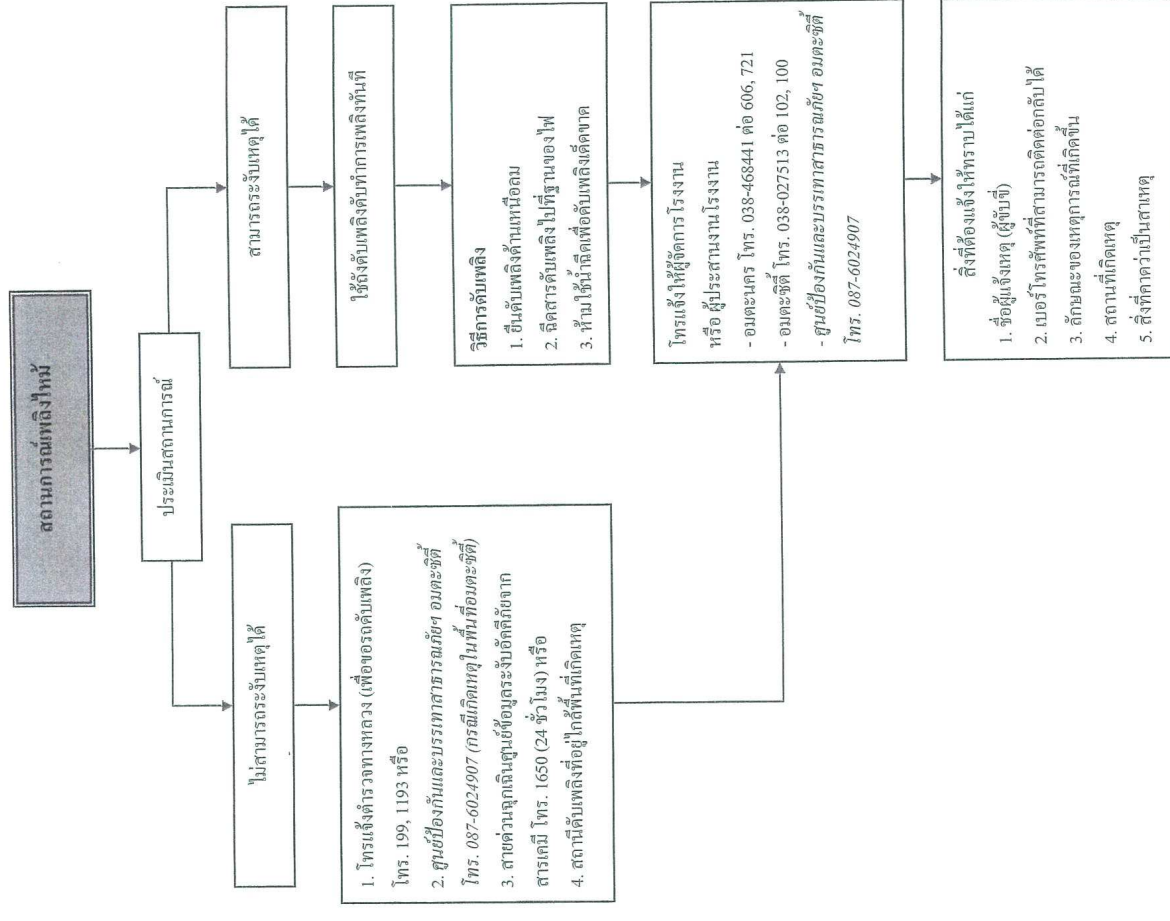 สถานการณ์เพลิงไหม้
ประเมินสถานการณ์
ไม่สามารถระงับเหตุได้
1. โทรแจ้งตำรวจทางหลวง (เพื่อขอรถดับเพลิง)
โทร. 199, 1193 หรือ
2. ศูนย์ป้องกันและบรรเทาสาธารณภัยฯ อมตะซิตี้
โทร. 087-6024907 (กรณีเกิดเหตุในพื้นที่อมตะซิตี้)
3. สายด่วนฉุกเฉินศูนย์ข้อมูลระงับอัคคีภัยจาก
สารเคมี โทร. 1650 (24 ชั่วโมง) หรือ
4. สถานีดับเพลิงที่อยู่ใกล้พื้นที่เกิดเหตุ
สามารถระงับเหตุได้
ใช้ถังดับเพลิงดับทำการเพลิงทันที
วิธีการดับเพลิง
1. ยืนดับเพลิงด้านเหนือลม
2. ฉีดสารดับเพลิงไปที่ฐานของไฟ
3. ห้ามใช้น้ำฉีดเพื่อดับเพลิงเด็ดขาด
โทรแจ้งให้ผู้จัดการโรงงาน
หรือ ผู้ประสานงานโรงงาน
- อมตะนคร โทร. 038-468441 ต่อ 606, 721
- อมตะซิตี้ โทร. 038-027513 ต่อ 102, 100
- ศูนย์ป้องกันและบรรเทาสาธารณภัยฯ อมตะซิตี้
โทร. 087-6024907
สิ่งที่ต้องแจ้งให้ทราบได้แก่
1. ชื่อผู้แจ้งเหตุ (ผู้ขับขี่)
2. เบอร์โทรศัพท์ที่สามารถติดต่อกลับได้
3. ลักษณะของเหตุการณ์ที่เกิดขึ้น
4. สถานที่เกิดเหตุ
5. สิ่งที่คาดว่าเป็นสาเหตุ